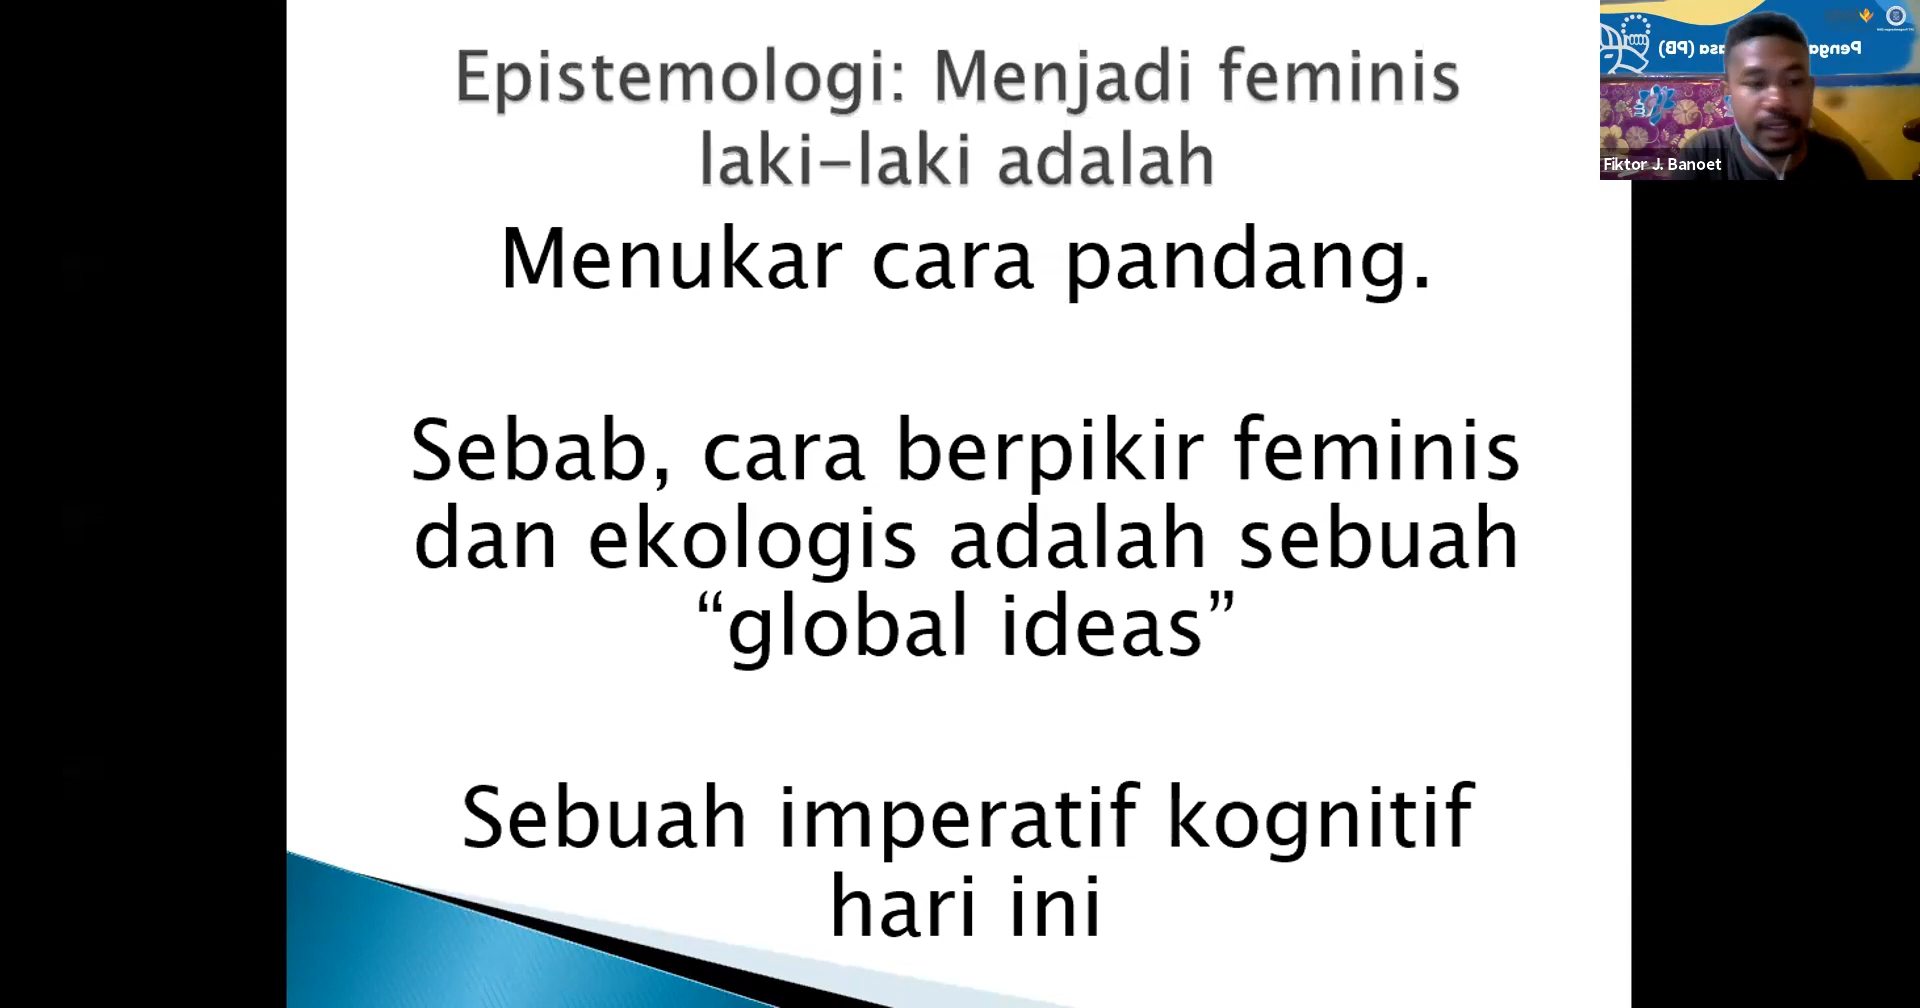 Epistemologi: Menjadi feminis
laki-laki adalah
Menukar cara pandang.
Sebab, cara berpikir feminis
dan ekologis adalah sebuah
“global ideas”
Sebuah imperatif kognitif
hari ini
(PB)
Fiktor J. Banoet